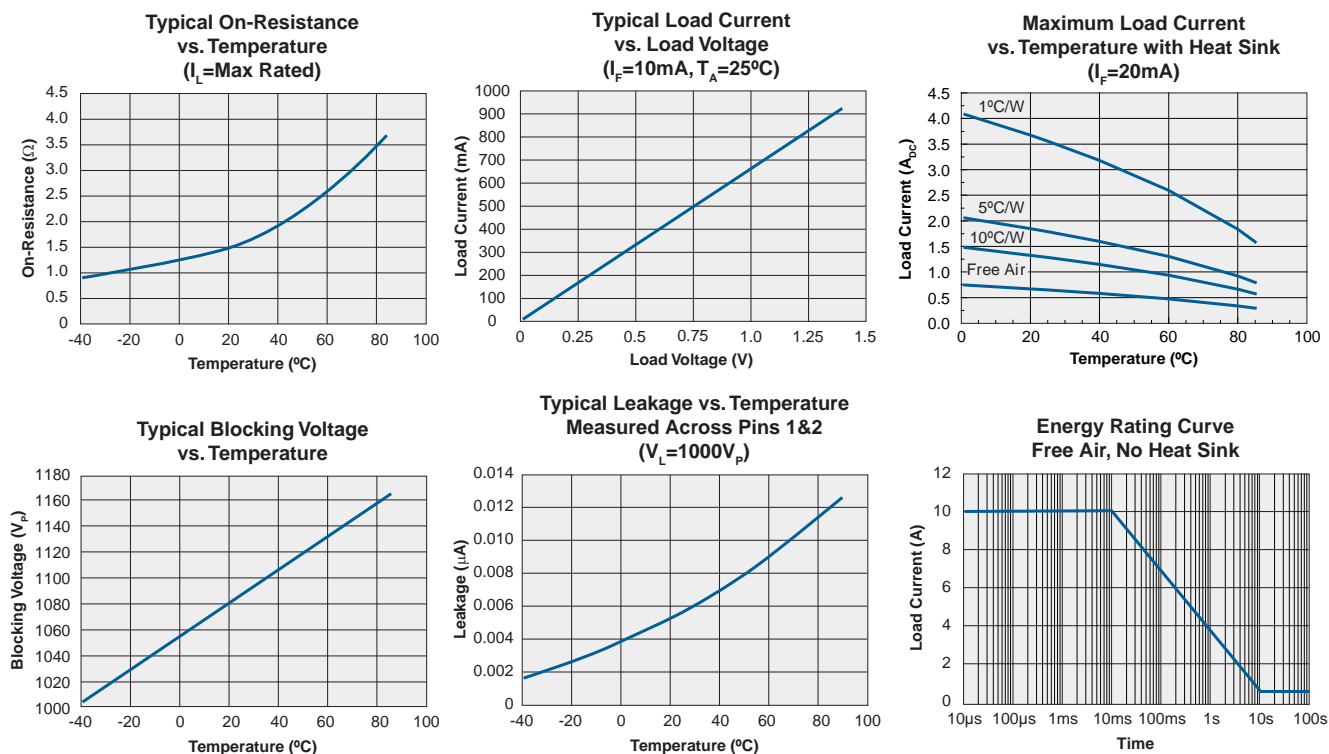 Typical On-Resistance
vs. Temperature
(I_L=Max Rated)
4.5
4.0
3.5
3.0
2.5
2.0
1.5
1.0
0.5
0
On-Resistance (Ω)
-40 -20 0 20 40 60 80 100
Temperature (ºC)
Typical Load Current
vs. Load Voltage
(I_F=10mA, T_A=25ºC)
1000
900
800
700
600
500
400
300
200
100
0
Load Current (mA)
0 0.25 0.5 0.75 1.0 1.25 1.5
Load Voltage (V)
Maximum Load Current
vs. Temperature with Heat Sink
(I_F=20mA)
4.5
4.0
3.5
3.0
2.5
2.0
1.5
1.0
0.5
0.0
Load Current (A_DC)
1ºC/W
5ºC/W
10ºC/W
Free Air
0 20 40 60 80 100
Temperature (ºC)
Typical Blocking Voltage
vs. Temperature
1180
1160
1140
1120
1100
1080
1060
1040
1020
1000
Blocking Voltage (V_P)
-40 -20 0 20 40 60 80 100
Temperature (ºC)
Typical Leakage vs. Temperature
Measured Across Pins 1&2
(V_L=1000V_P)
0.014
0.012
0.010
0.008
0.006
0.004
0.002
0
Leakage (μA)
-40 -20 0 20 40 60 80 100
Temperature (ºC)
Energy Rating Curve
Free Air, No Heat Sink
12
10
8
6
4
2
0
Load Current (A)
10μs 100μs 1ms 10ms 100ms 1s 10s 100s
Time